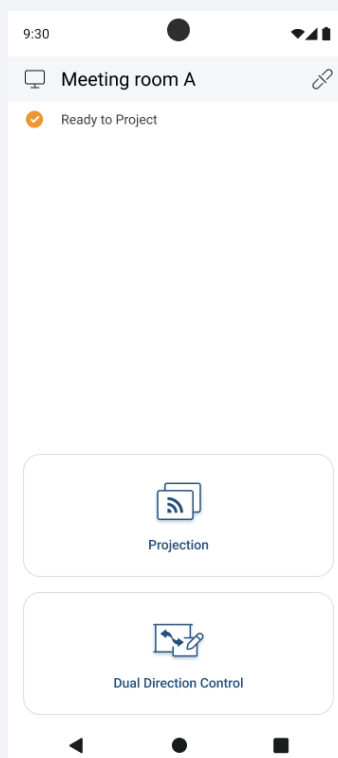 9:30
Meeting room A
Ready to Project
Projection
Dual Direction Control